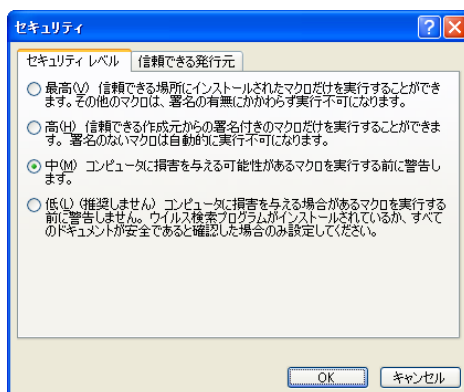 セキュリティ
セキュリティ レベル
信頼できる発行元
最高(V) 信頼できる場所にインストールされたマクロだけを実行することができ
ます。その他のマクロは、署名の有無にかかわらず実行不可になります。
高(H) 信頼できる作成元からの署名付きのマクロだけを実行できま
す。署名のないマクロは自動的に実行不可になります。
中(M) コンピュータに損害を与える可能性があるマクロを実行する前に警告し
ます。
低(L) (推奨しません) コンピュータに損害を与える場合があるマクロを実行する
前に警告しません。ウイルス検索プログラムがインストールされているか、すべて
のドキュメントが安全であると確認した場合のみ設定してください。
OK
キャンセル